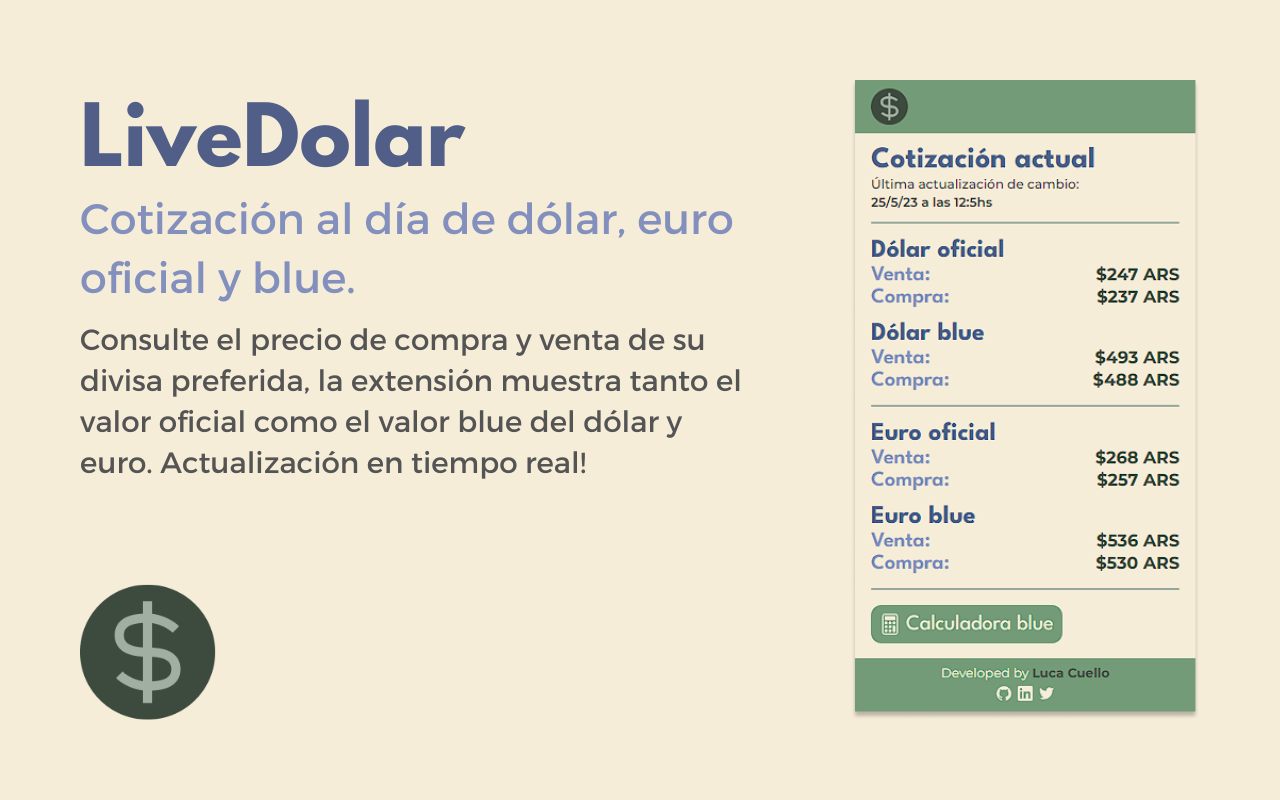 LiveDolar
Cotización al día de dólar, euro
oficial y blue.
Consulte el precio de compra y venta de su
divisa preferida, la extensión muestra tanto el
valor oficial como el valor blue del dólar y
euro. Actualización en tiempo real!
$
$
Cotización actual
Última actualización de cambio:
25/5/23 a las 12:5hs
Dólar oficial
Venta: $247 ARS
Compra: $237 ARS
Dólar blue
Venta: $493 ARS
Compra: $488 ARS
Euro oficial
Venta: $268 ARS
Compra: $257 ARS
Euro blue
Venta: $536 ARS
Compra: $530 ARS
Calculadora blue
Developed by Luca Cuello